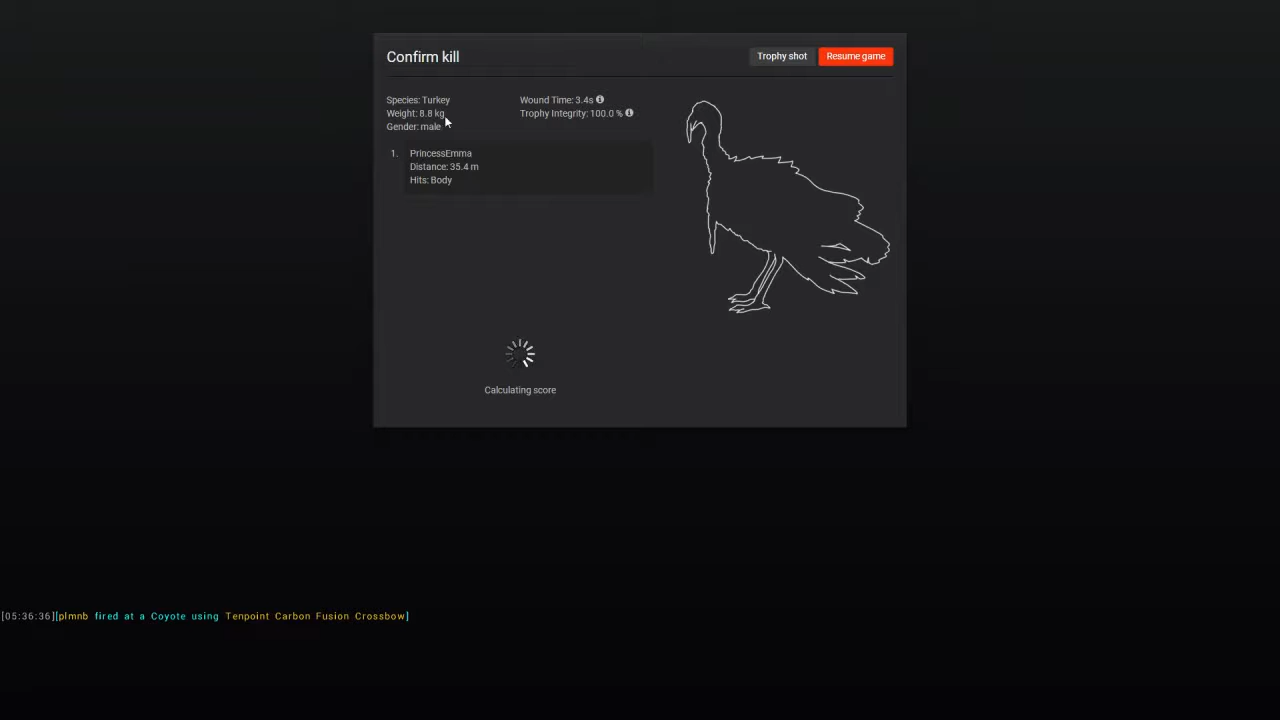 Confirm kill
Trophy shot
Resume game
Species: Turkey
Weight: 8.8 kg
Gender: male
Wound Time: 3.4s
Trophy Integrity: 100.0 %
1. PrincessEmma
Distance: 35.4 m
Hits: Body
Calculating score
[05:36:36][plmnb fired at a Coyote using Tenpoint Carbon Fusion Crossbow]